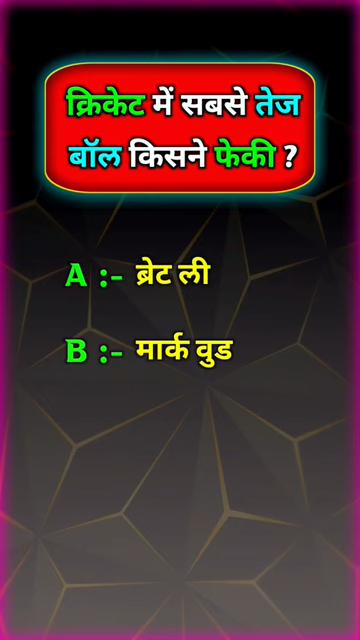 क्रिकेट में सबसे तेज
बॉल किसने फेकी ?
A :- ब्रेट ली
B :- मार्क वुड